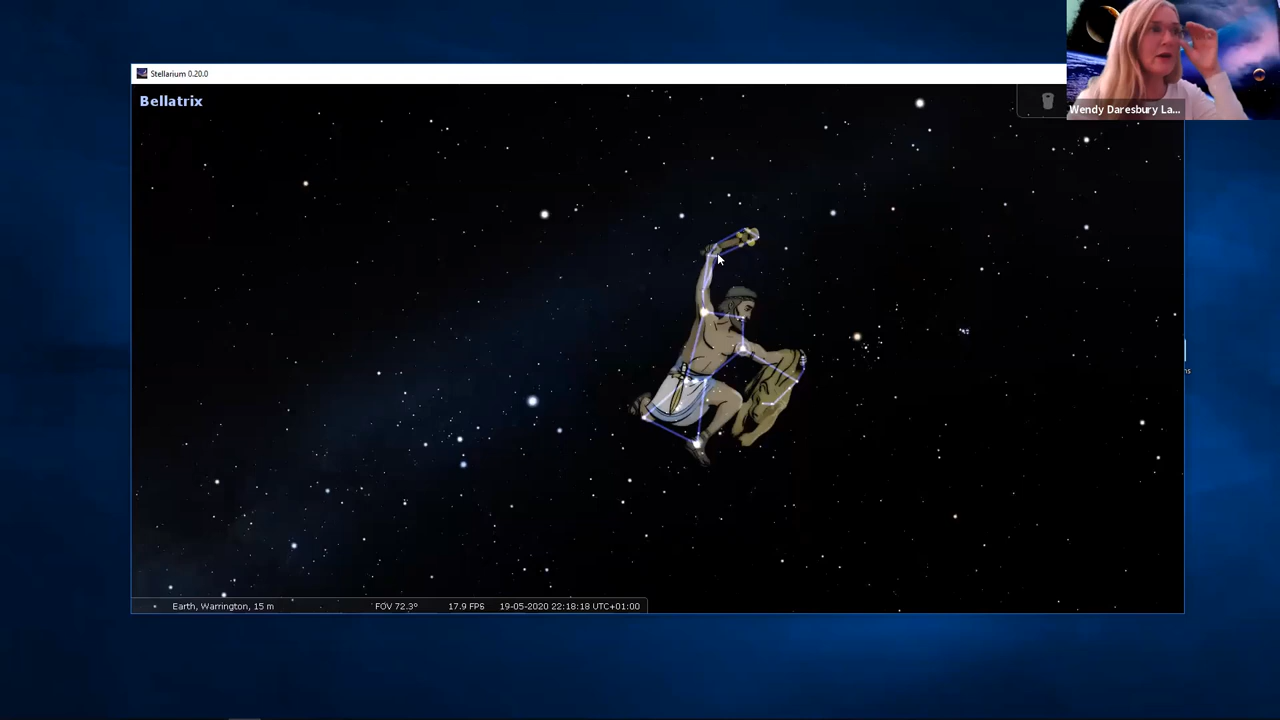 Stellarium 0.20.0
Bellatrix
Wendy Daresbury La...
Earth, Warrington, 15 m
FOV 72.3°
17.9 FPS
19-05-2020 22:18:18 UTC+01:00